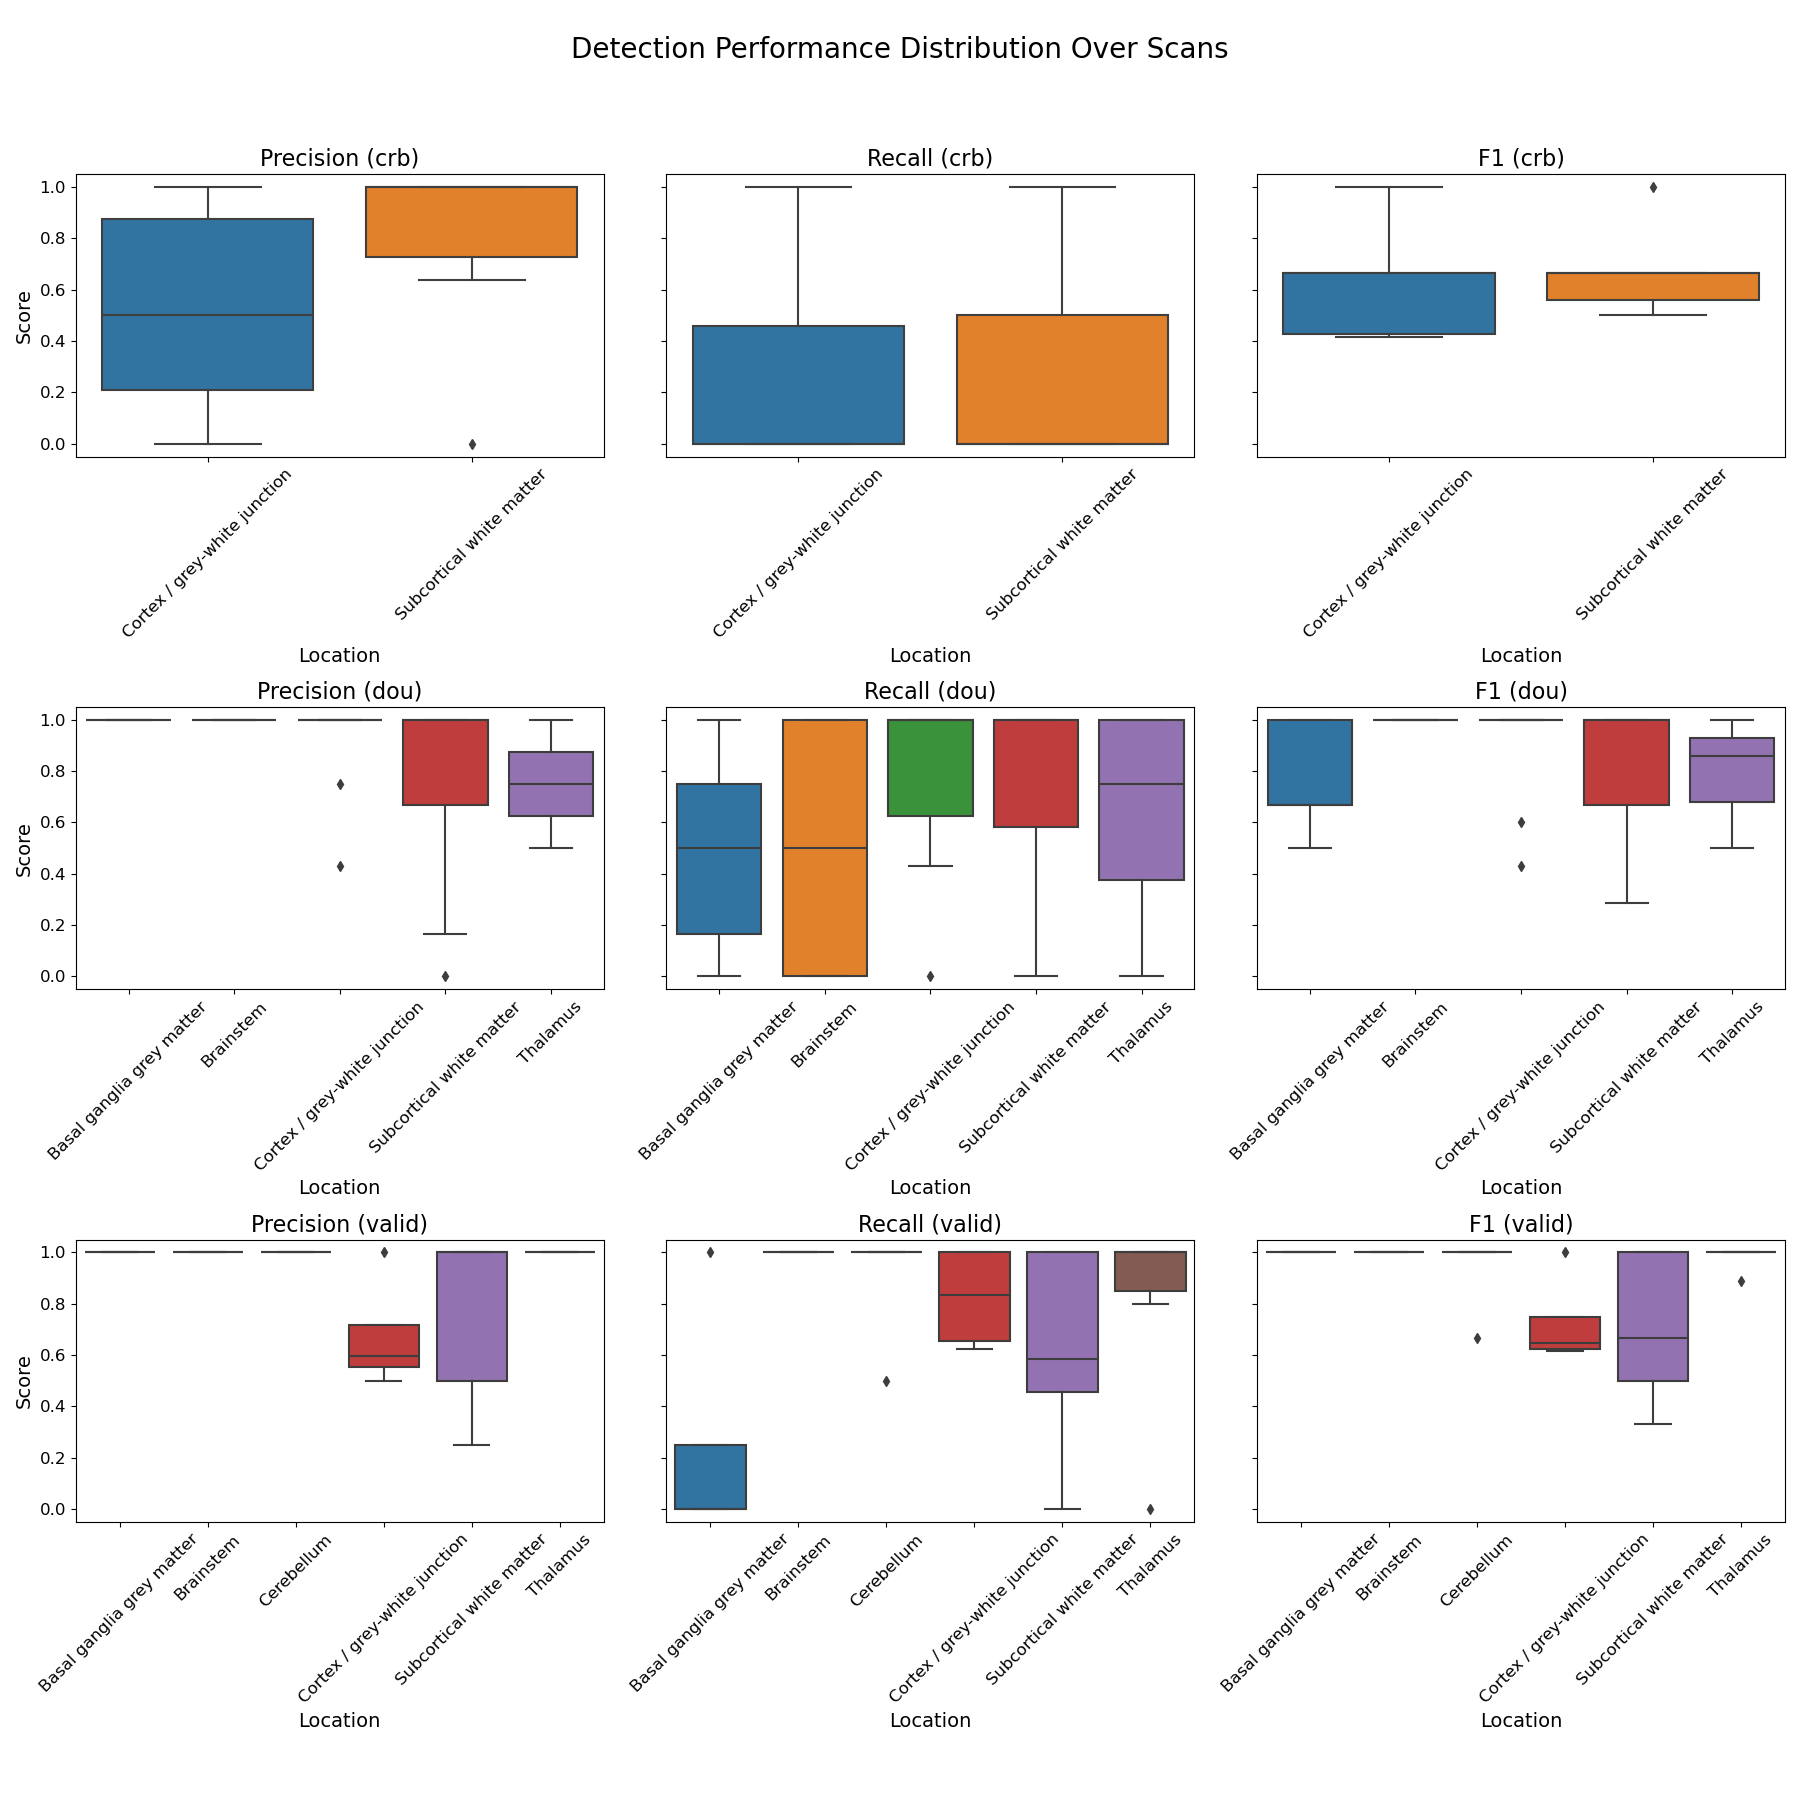 Detection Performance Distribution Over Scans
Precision (crb)
Recall (crb)
F1 (crb)
1.0
0.8
0.6
0.4
0.2
0.0
Score
Cortex / grey-white junction
Subcortical white matter
Location
Cortex / grey-white junction
Subcortical white matter
Location
Cortex / grey-white junction
Subcortical white matter
Location
Precision (dou)
Recall (dou)
F1 (dou)
1.0
0.8
0.6
0.4
0.2
0.0
Score
Basal ganglia grey matter
Brainstem
Cortex / grey-white junction
Subcortical white matter
Thalamus
Location
Basal ganglia grey matter
Brainstem
Cortex / grey-white junction
Subcortical white matter
Thalamus
Location
Basal ganglia grey matter
Brainstem
Cortex / grey-white junction
Subcortical white matter
Thalamus
Location
Precision (valid)
Recall (valid)
F1 (valid)
1.0
0.8
0.6
0.4
0.2
0.0
Score
Basal ganglia grey matter
Brainstem
Cerebellum
Cortex / grey-white junction
Subcortical white matter
Thalamus
Location
Basal ganglia grey matter
Brainstem
Cerebellum
Cortex / grey-white junction
Subcortical white matter
Thalamus
Location
Basal ganglia grey matter
Brainstem
Cerebellum
Cortex / grey-white junction
Subcortical white matter
Thalamus
Location